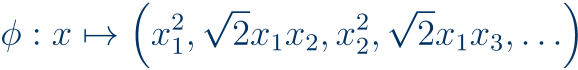 ϕ : x ↦ (x₁², √2x₁x₂, x₂², √2x₁x₃, . . .)